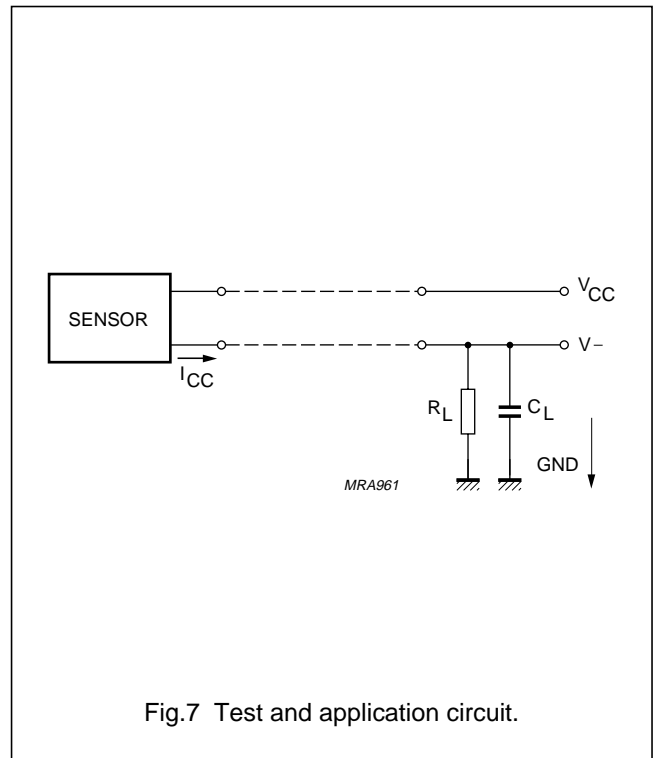 SENSOR
VCC
V–
ICC
RL
CL
GND
MRA961
Fig.7 Test and application circuit.